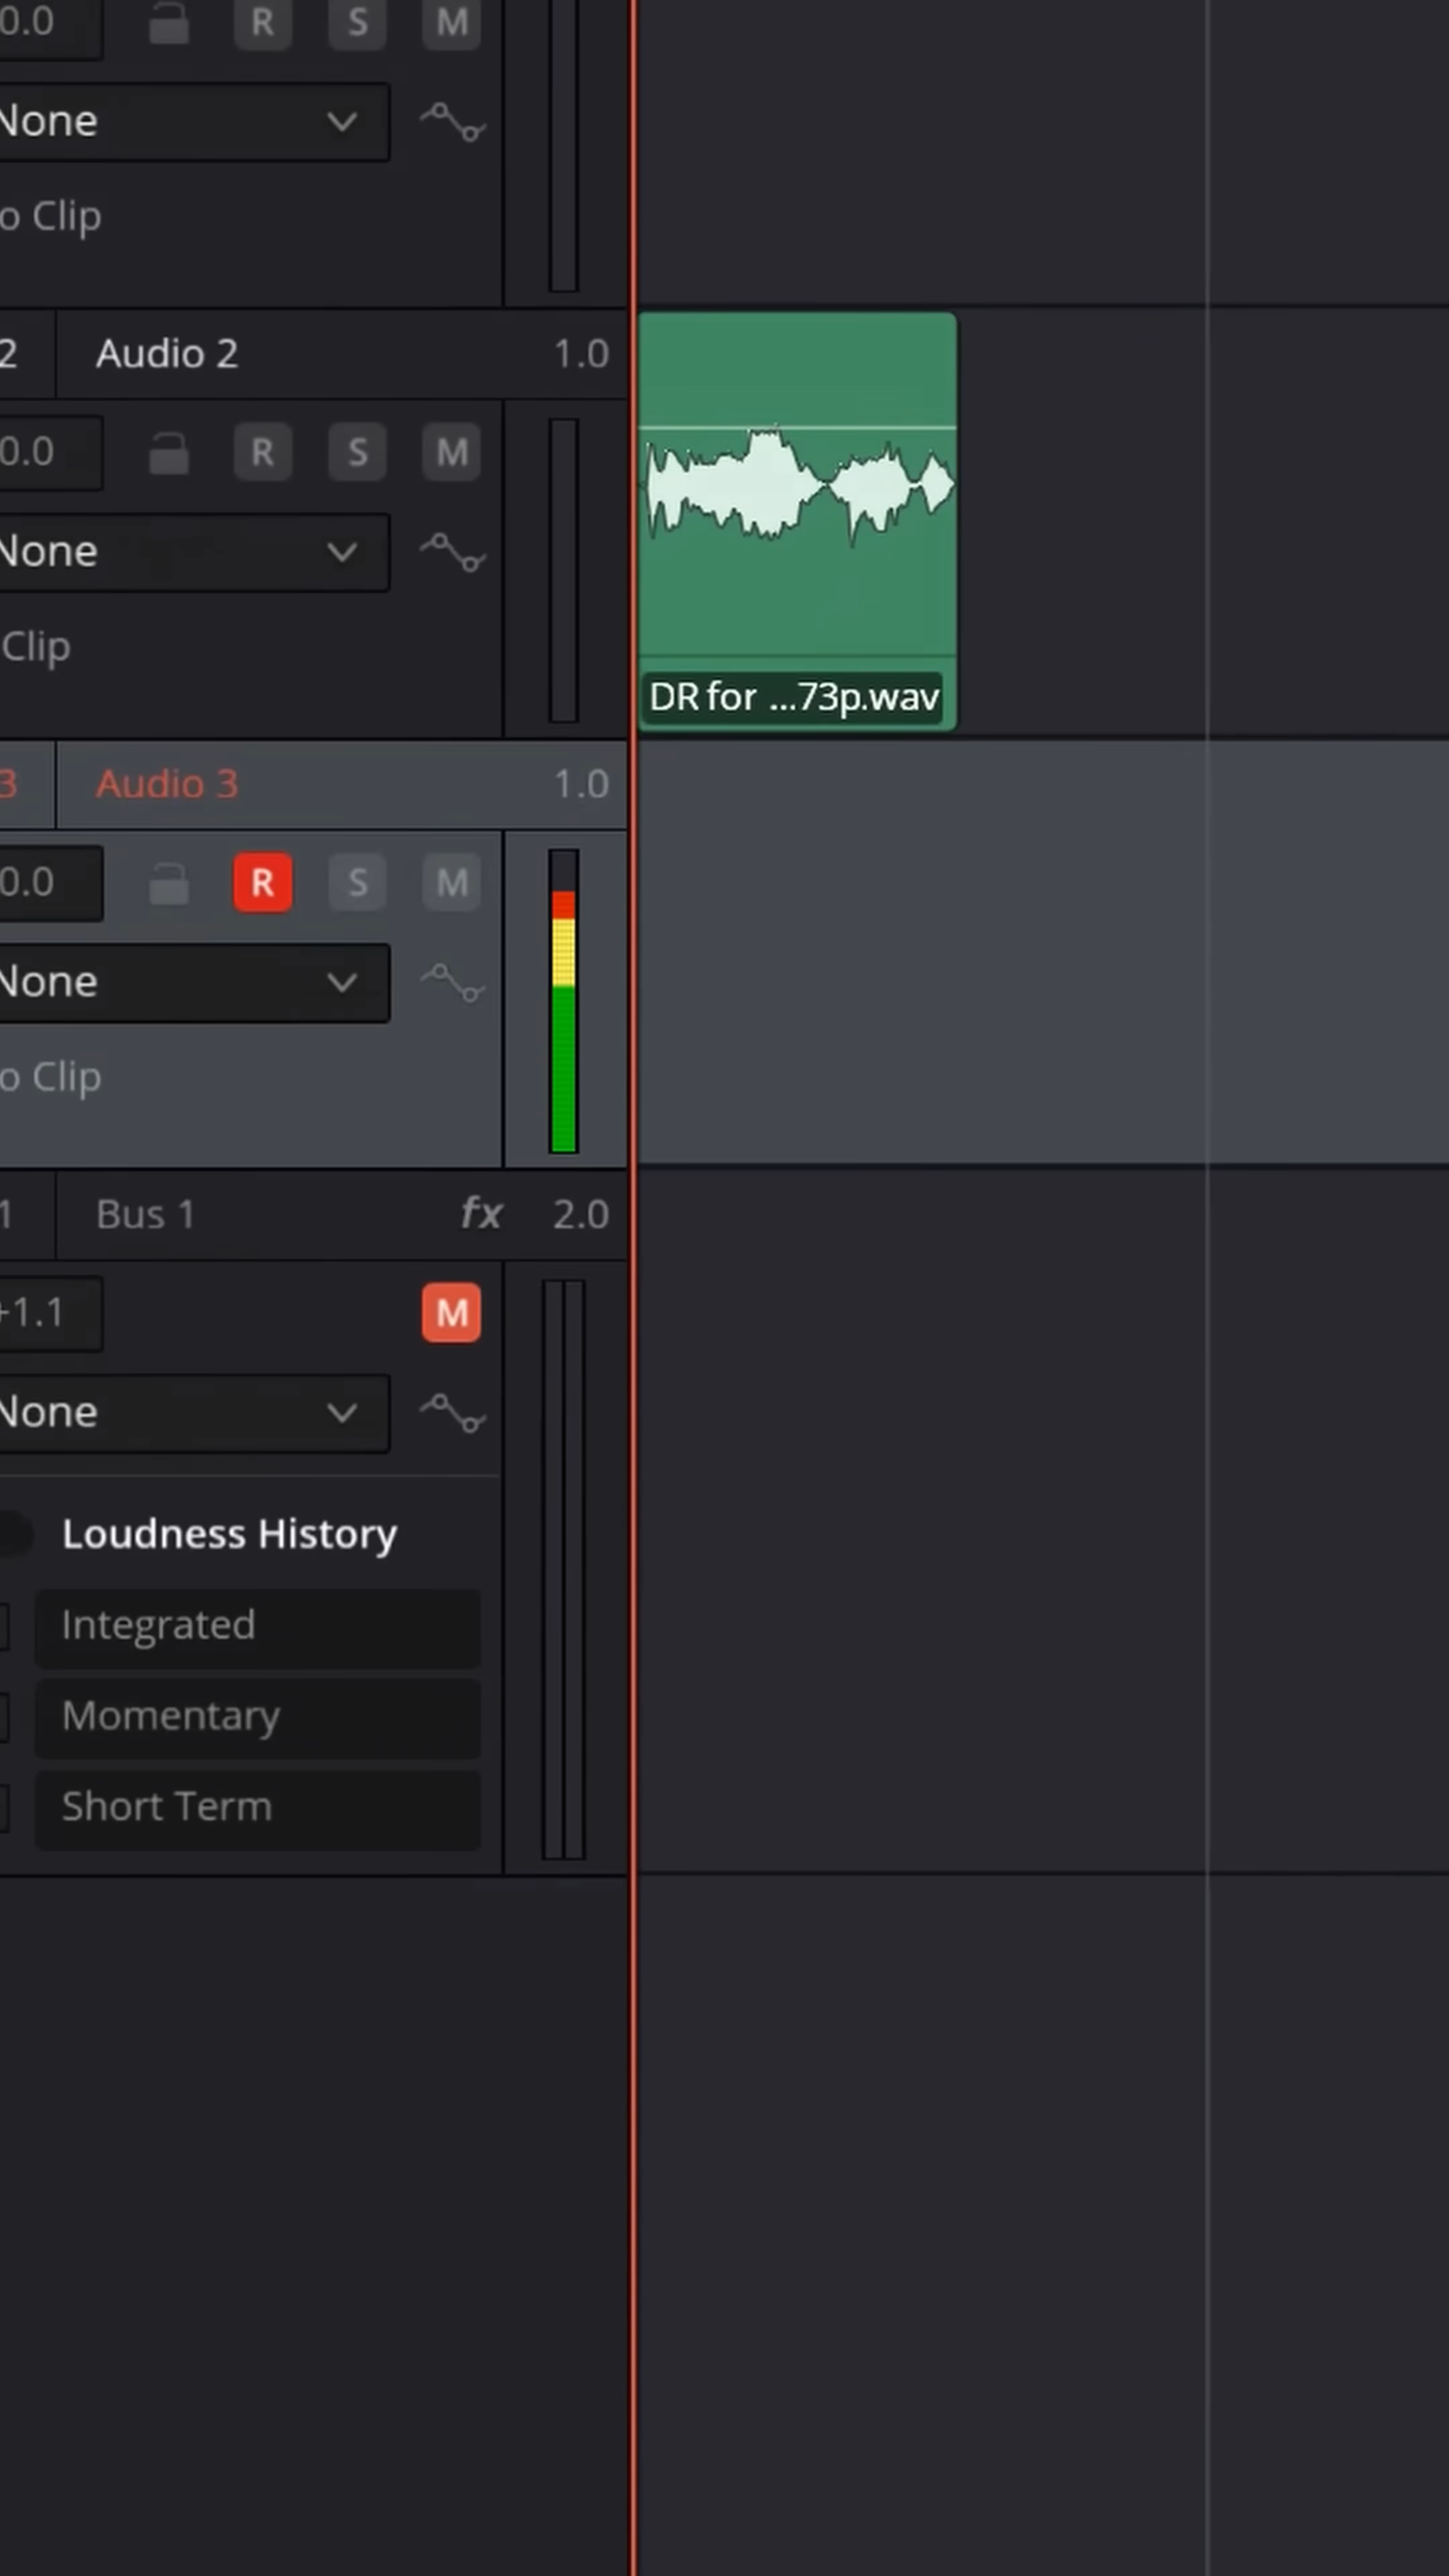 0.0 R S M
None
o Clip
2 Audio 2 1.0
0.0 R S M
None
Clip
DR for ...73p.wav
3 Audio 3 1.0
0.0 R S M
None
o Clip
1 Bus 1 fx 2.0
+1.1 M
None
Loudness History
Integrated
Momentary
Short Term